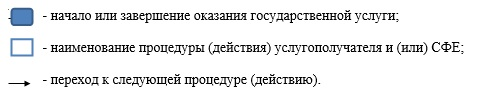 - начало или завершение оказания государственной услуги;
- наименование процедуры (действия) услугополучателя и (или) СФЕ;
- переход к следующей процедуре (действию).